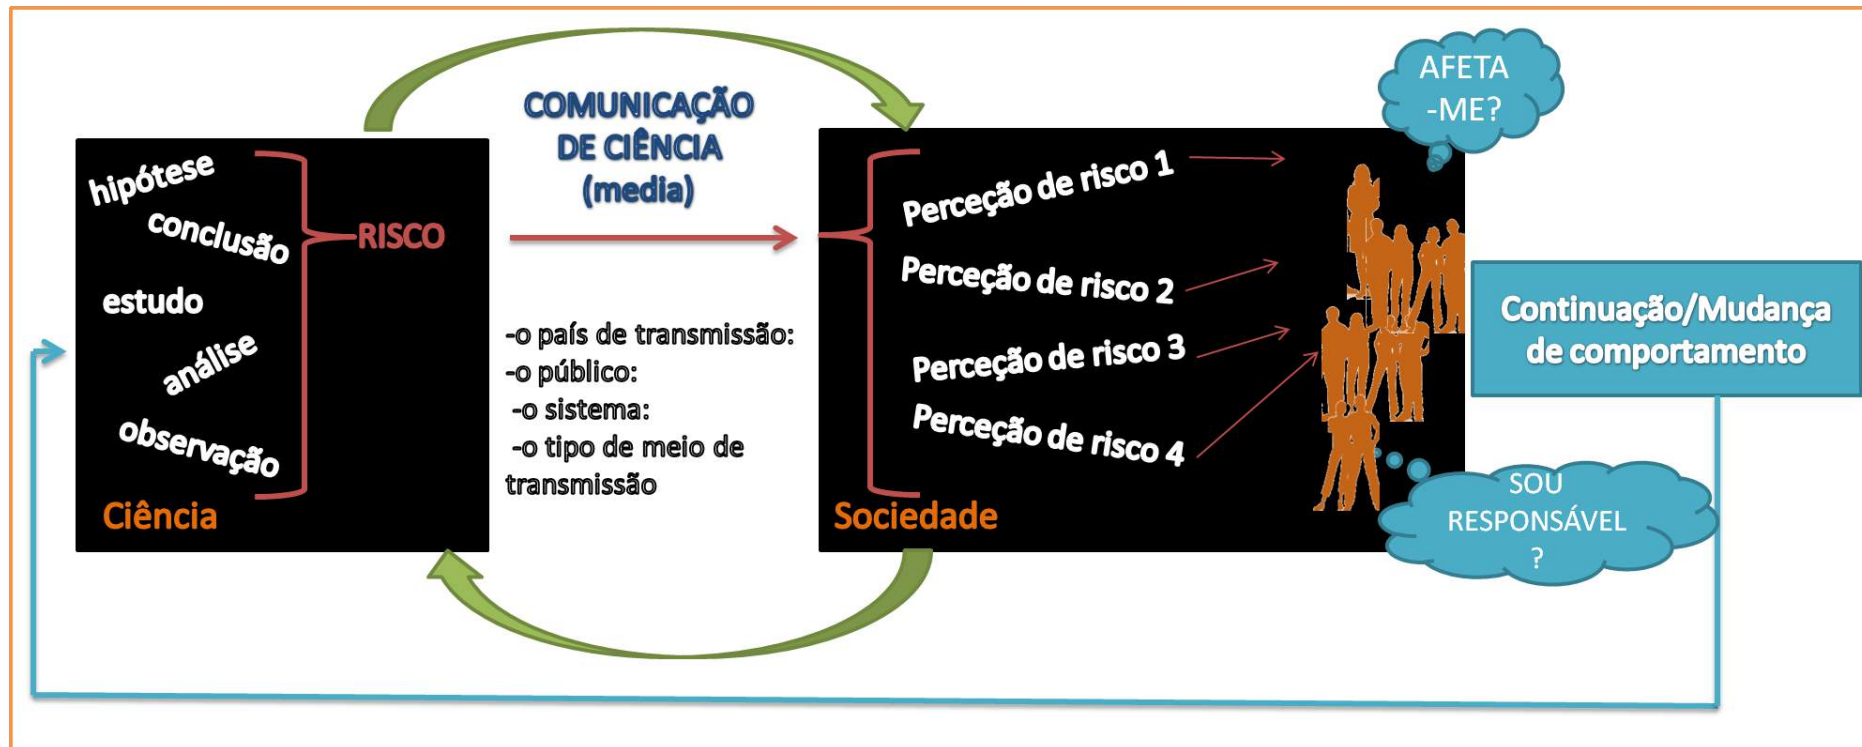 hipótese
conclusão
estudo
análise
observação
RISCO
Ciência
COMUNICAÇÃO
DE CIÊNCIA
(media)
-o país de transmissão:
-o público:
-o sistema:
-o tipo de meio de
transmissão
Perceção de risco 1
Perceção de risco 2
Perceção de risco 3
Perceção de risco 4
Sociedade
AFETA
-ME?
SOU
RESPONSÁVEL
?
Continuação/Mudança
de comportamento